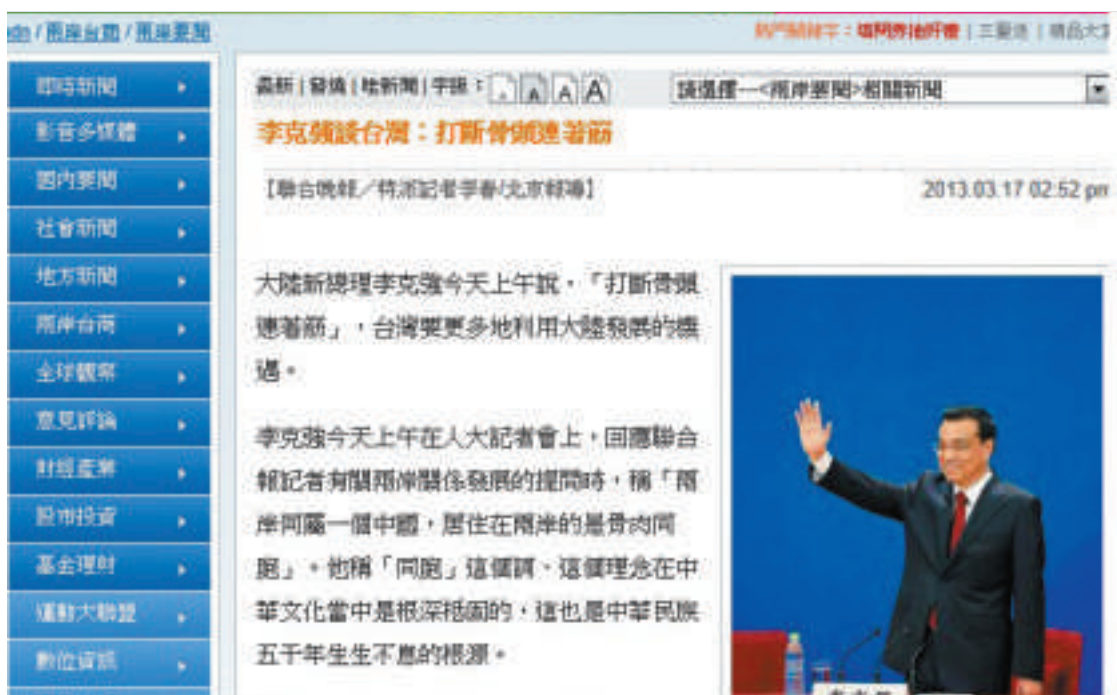 udn / 兩岸台商 / 兩岸要聞
熱門關鍵字：
即時新聞
影音多媒體
國內要聞
社會新聞
地方新聞
兩岸台商
全球觀察
意見評論
財經產業
股市投資
基金理財
運動大聯盟
數位資訊
最新 | 發燒 | 哇新聞 | 字級：A A A
請選擇---<兩岸要聞>相關新聞
李克強談台灣：打斷骨頭連著筋
【聯合晚報／特派記者李春/北京報導】
2013.03.17 02:52 pm
大陸新總理李克強今天上午說，「打斷骨頭
連著筋」，台灣要更多地利用大陸發展的機
遇。
李克強今天上午在人大記者會上，回應聯合
報記者有關兩岸關係發展的提問時，稱「兩
岸同屬一個中國，居住在兩岸的是骨肉同
胞」。他稱「同胞」這個詞、這個理念在中
華文化當中是根深柢固的，這也是中華民族
五千年生生不息的根源。